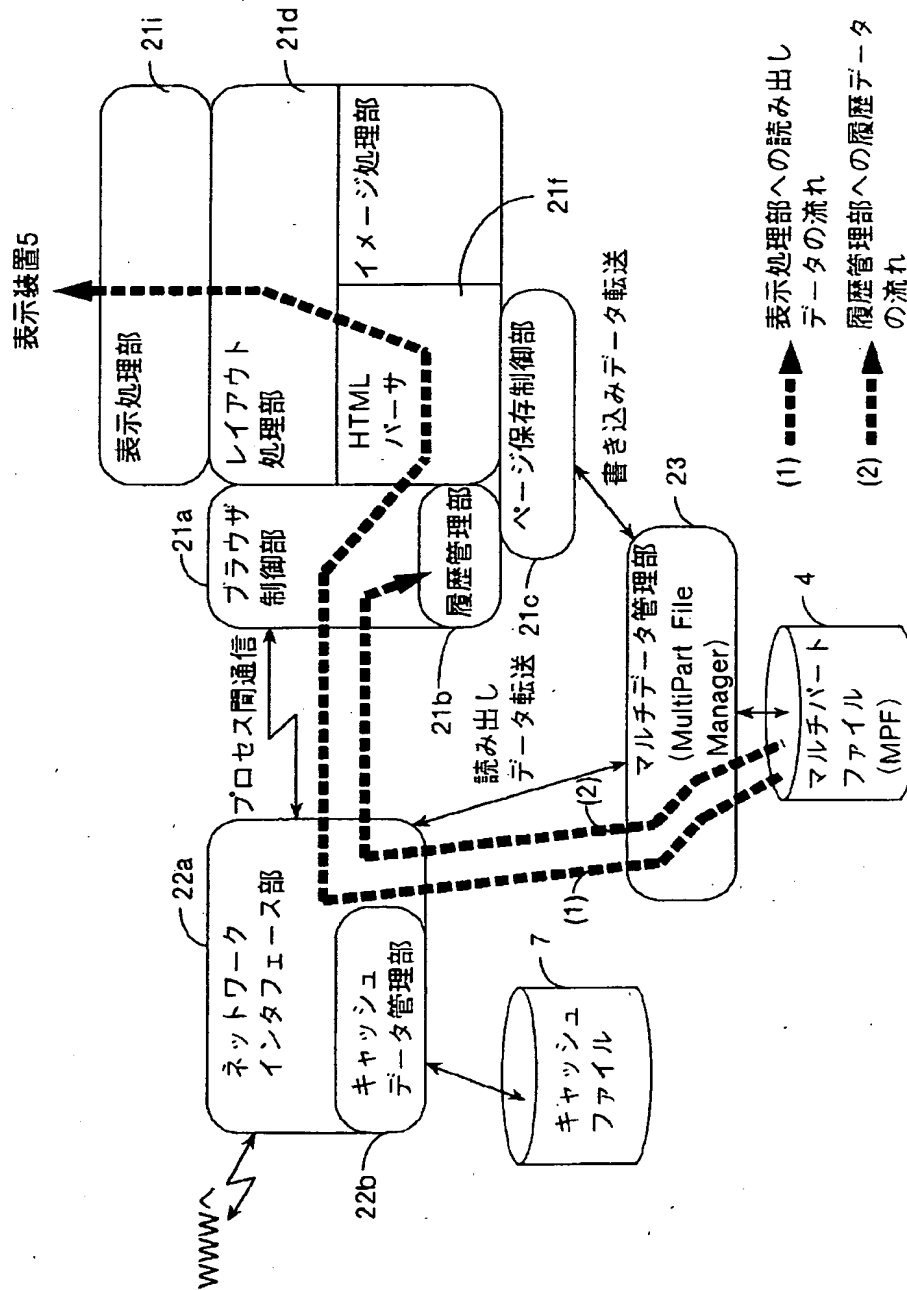 表示装置5
表示処理部
21i
レイアウト
処理部
21d
HTML
パーサ
イメージ処理部
21f
ブラウザ
制御部
21a
履歴管理部
21b
ページ保存制御部
21c
プロセス間通信
ネットワーク
インタフェース部
22a
キャッシュ
データ管理部
22b
WWWへ
キャッシュ
ファイル
7
読み出し
データ転送
書き込みデータ転送
マルチデータ管理部
(MultiPart File
Manager)
23
マルチパート
ファイル
(MPF)
4
(1)
(2)
(1) 表示処理部への読み出し
データの流れ
(2) 履歴管理部への履歴データ
の流れ